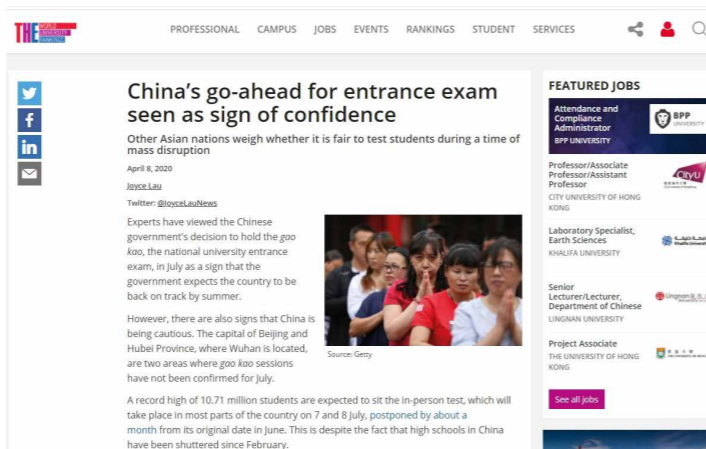 THE WORLD UNIVERSITY RANKINGS
PROFESSIONAL CAMPUS JOBS EVENTS RANKINGS STUDENT SERVICES
China's go-ahead for entrance exam
seen as sign of confidence
Other Asian nations weigh whether it is fair to test students during a time of
mass disruption
April 8, 2020
Joyce Lau
Twitter: @JoyceLauNews
Experts have viewed the Chinese
government's decision to hold the gao
kao, the national university entrance
exam, in July as a sign that the
government expects the country to be
back on track by summer.
However, there are also signs that China is
being cautious. The capital of Beijing and
Hubei Province, where Wuhan is located,
are two areas where gao kao sessions
have not been confirmed for July.
Source: Getty
A record high of 10.71 million students are expected to sit the in-person test, which will
take place in most parts of the country on 7 and 8 July, postponed by about a
month from its original date in June. This is despite the fact that high schools in China
have been shuttered since February.
FEATURED JOBS
Attendance and
Compliance
Administrator
BPP UNIVERSITY
BPP
UNIVERSITY
Professor/Associate
Professor/Assistant
Professor
CITY UNIVERSITY OF HONG
KONG
CityU
Laboratory Specialist,
Earth Sciences
KHALIFA UNIVERSITY
Khalifa University
Senior
Lecturer/Lecturer,
Department of Chinese
LINGNAN UNIVERSITY
Lingnan
Project Associate
THE UNIVERSITY OF HONG
KONG
See all jobs